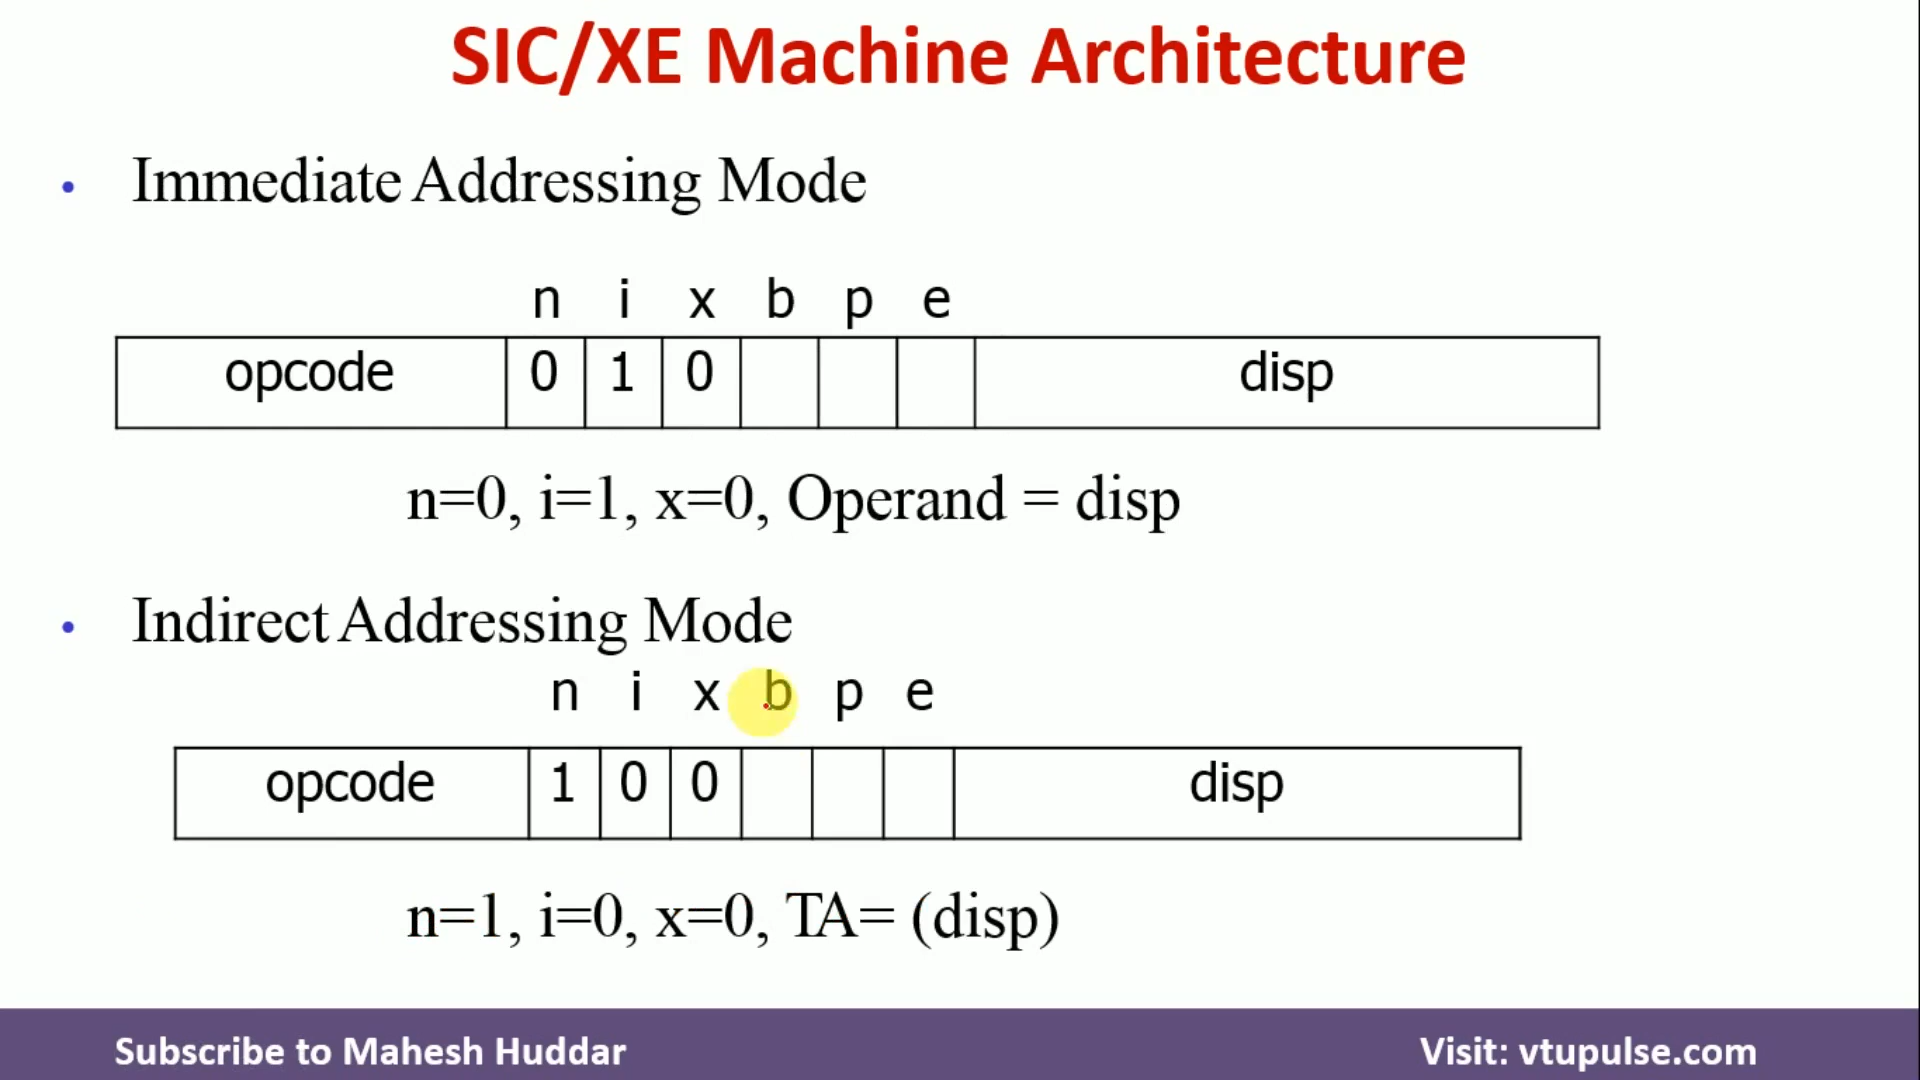 SIC/XE Machine Architecture
• Immediate Addressing Mode
n i x b p e
opcode 0 1 0 disp
n=0, i=1, x=0, Operand = disp
• Indirect Addressing Mode
n i x b p e
opcode 1 0 0 disp
n=1, i=0, x=0, TA= (disp)
Subscribe to Mahesh Huddar
Visit: vtupulse.com